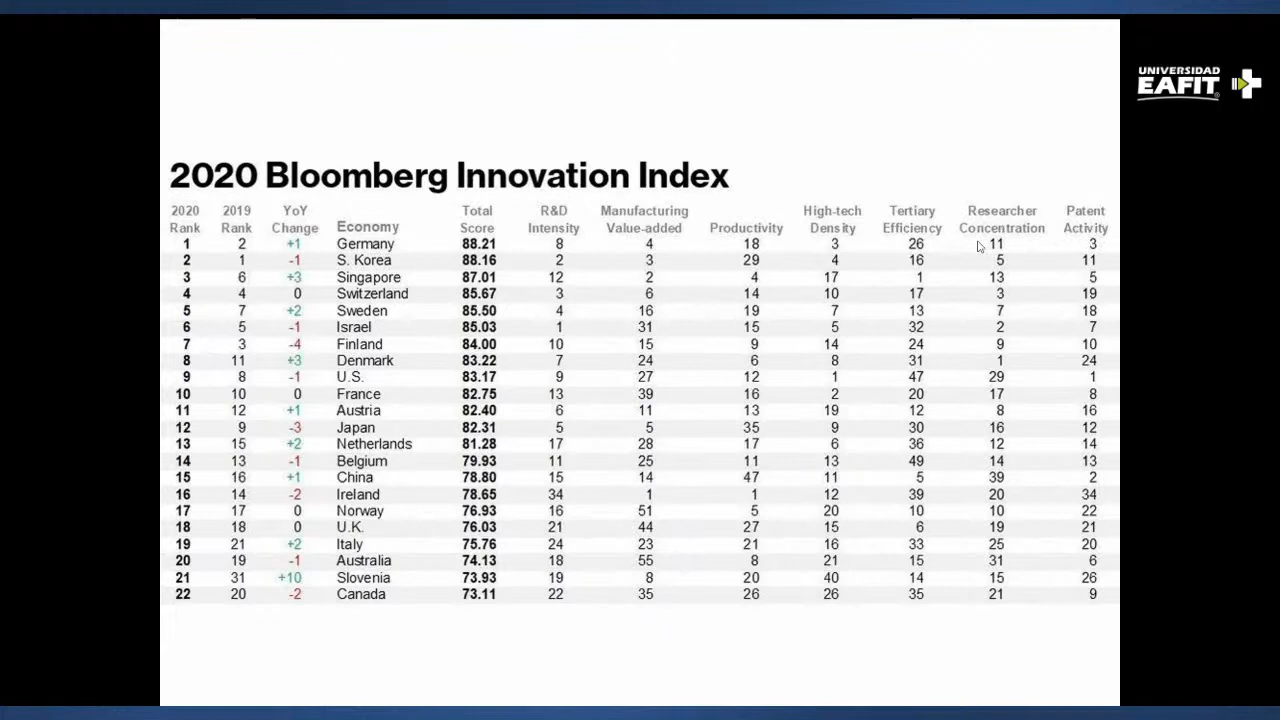 UNIVERSIDAD
EAFIT
2020 Bloomberg Innovation Index
2020 Rank 2019 Rank YoY Change Economy Total Score R&D Intensity Manufacturing Value-added Productivity High-tech Density Tertiary Efficiency Researcher Concentration Patent Activity
1 2 +1 Germany 88.21 8 4 18 3 26 11 3
2 1 -1 S. Korea 88.16 2 3 29 4 16 5 11
3 6 +3 Singapore 87.01 12 2 4 17 1 13 5
4 4 0 Switzerland 85.67 3 6 14 10 17 3 19
5 7 +2 Sweden 85.50 4 16 19 7 13 7 18
6 5 -1 Israel 85.03 1 31 15 5 32 2 7
7 3 -4 Finland 84.00 10 15 9 14 24 9 10
8 11 +3 Denmark 83.22 7 24 6 8 31 1 24
9 8 -1 U.S. 83.17 9 27 12 1 47 29 1
10 10 0 France 82.75 13 39 16 2 20 17 8
11 12 +1 Austria 82.40 6 11 13 19 12 8 16
12 9 -3 Japan 82.31 5 5 35 9 30 16 12
13 15 +2 Netherlands 81.28 17 28 17 6 36 12 14
14 13 -1 Belgium 79.93 11 25 11 13 49 14 13
15 16 +1 China 78.80 15 14 47 11 5 39 2
16 14 -2 Ireland 78.65 34 1 1 12 39 20 34
17 17 0 Norway 76.93 16 51 5 20 10 10 22
18 18 0 U.K. 76.03 21 44 27 15 6 19 21
19 21 +2 Italy 75.76 24 23 21 16 33 25 20
20 19 -1 Australia 74.13 18 55 8 21 15 31 6
21 31 +10 Slovenia 73.93 19 8 20 40 14 15 26
22 20 -2 Canada 73.11 22 35 26 26 35 21 9